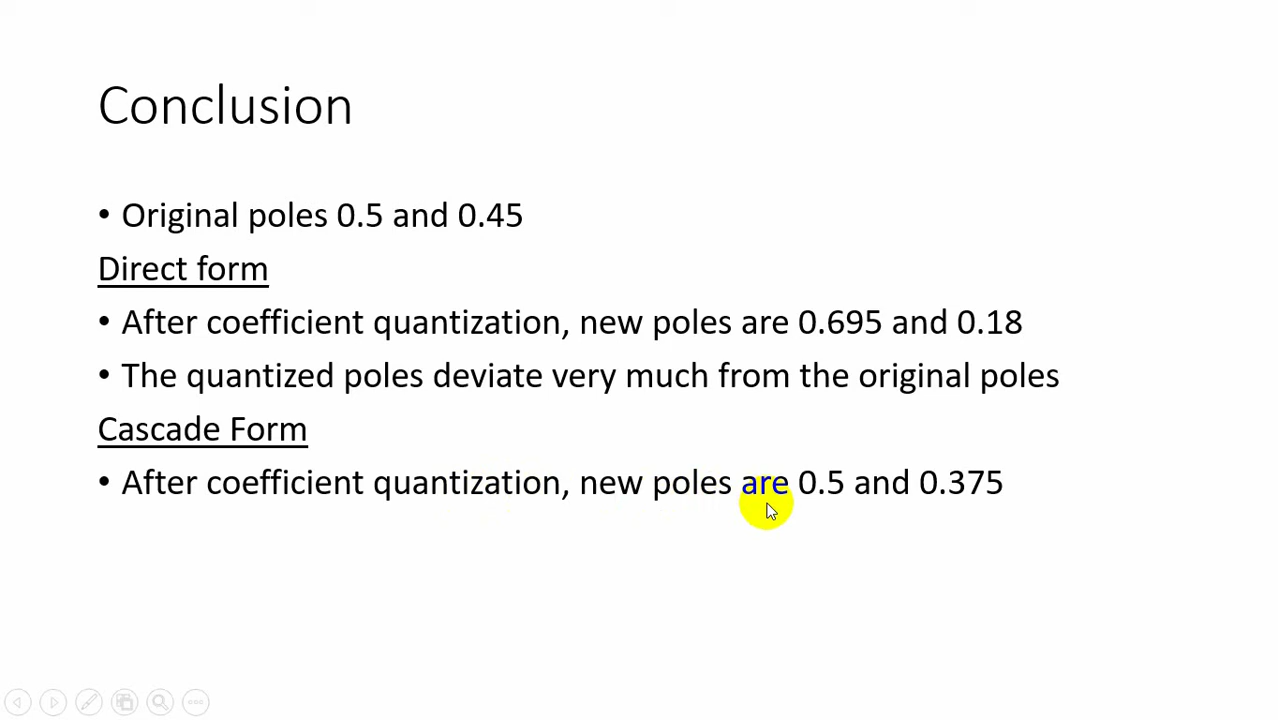 Conclusion
• Original poles 0.5 and 0.45
Direct form
• After coefficient quantization, new poles are 0.695 and 0.18
• The quantized poles deviate very much from the original poles
Cascade Form
• After coefficient quantization, new poles are 0.5 and 0.375